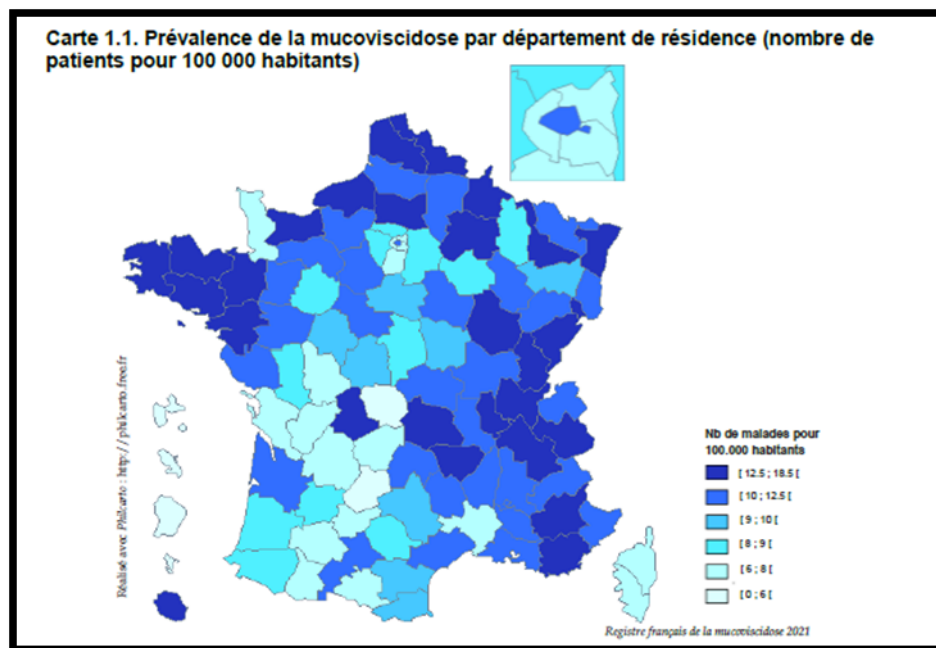 Carte 1.1. Prévalence de la mucoviscidose par département de résidence (nombre de
patients pour 100 000 habitants)
Réalisé avec Philcarto : http://philcarto.free.fr
Nb de malades pour
100.000 habitants
[ 12.5 ; 18.5 [
[ 10 ; 12.5 [
[ 9 ; 10 [
[ 8 ; 9 [
[ 6 ; 8 [
[ 0 ; 6 [
Registre français de la mucoviscidose 2021